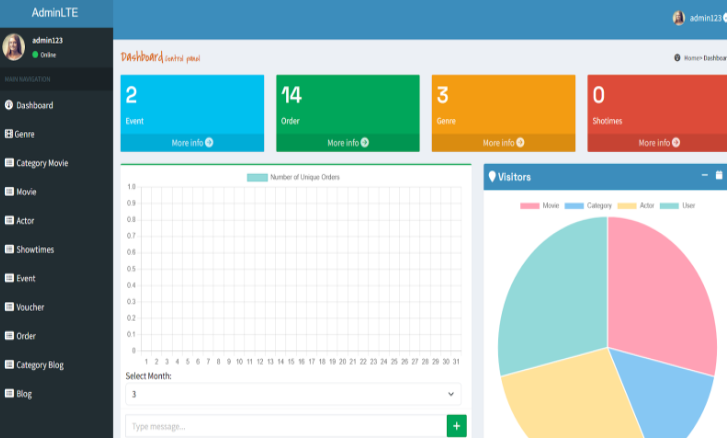 AdminLTE
admin123
admin123
Online
MAIN NAVIGATION
Dashboard
Genre
Category Movie
Movie
Actor
Showtimes
Event
Voucher
Order
Category Blog
Blog
Dashboard control panel
Home> Dashboar
2
Event
More info
14
Order
More info
3
Genre
More info
0
Shotimes
More info
Number of Unique Orders
1.0
0.9
0.8
0.7
0.6
0.5
0.4
0.3
0.2
0.1
0
1 2 3 4 5 6 7 8 9 10 11 12 13 14 15 16 17 18 19 20 21 22 23 24 25 26 27 28 29 30 31
Select Month:
3
Type message...
+
Visitors
Movie Category Actor User